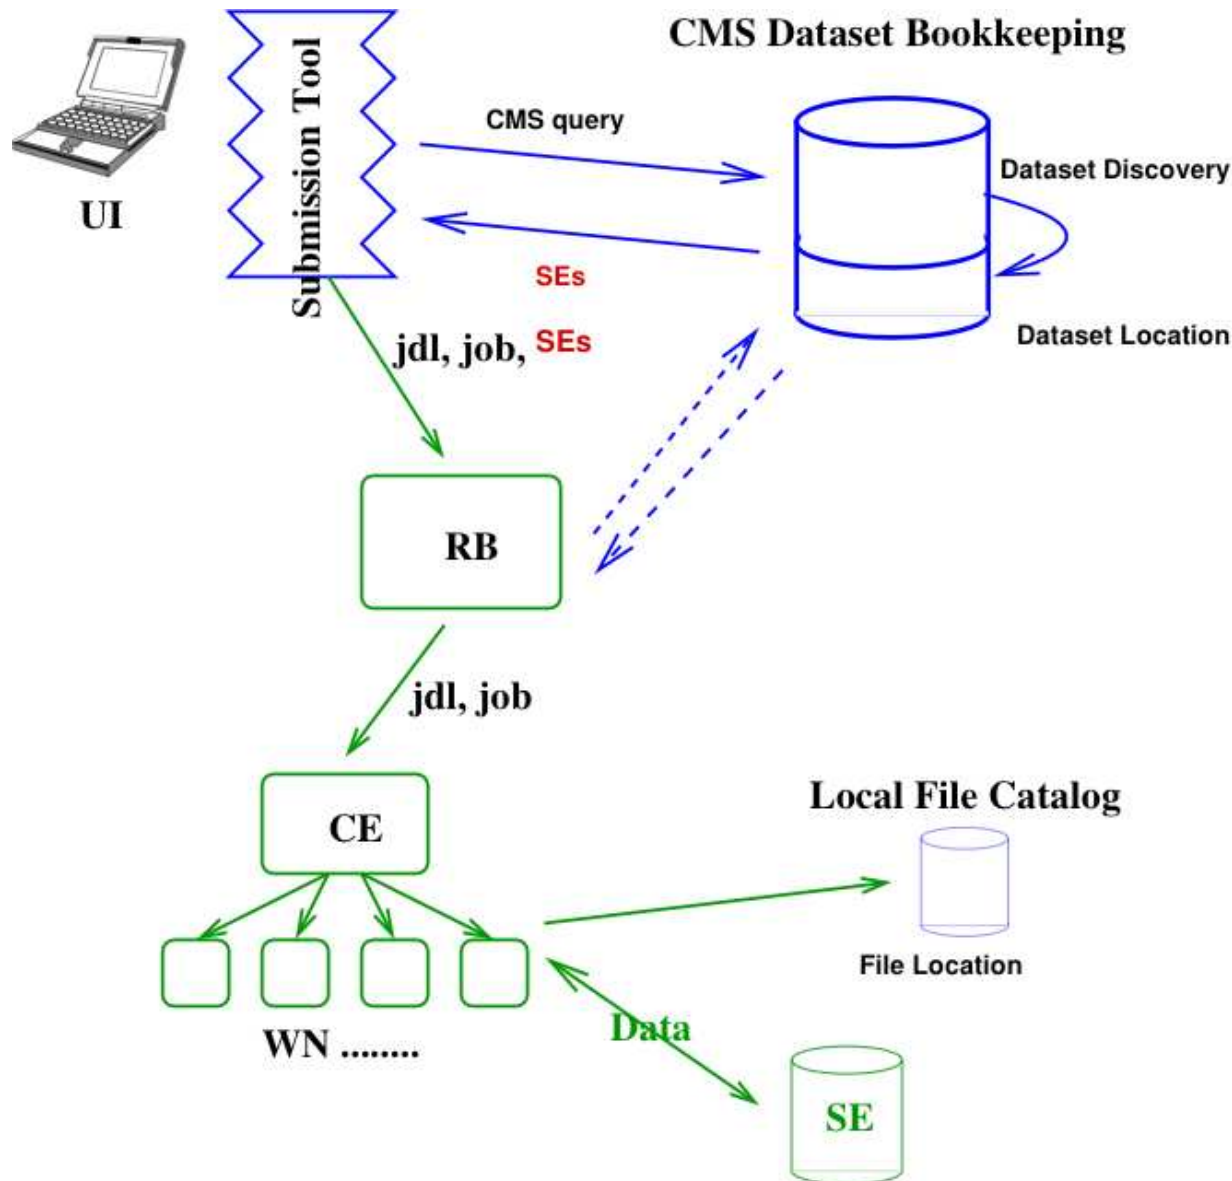 CMS Dataset Bookkeeping
Submission Tool
CMS query
Dataset Discovery
UI
SEs
Dataset Location
jdl, job, SEs
RB
jdl, job
Local File Catalog
CE
File Location
Data
WN ........
SE